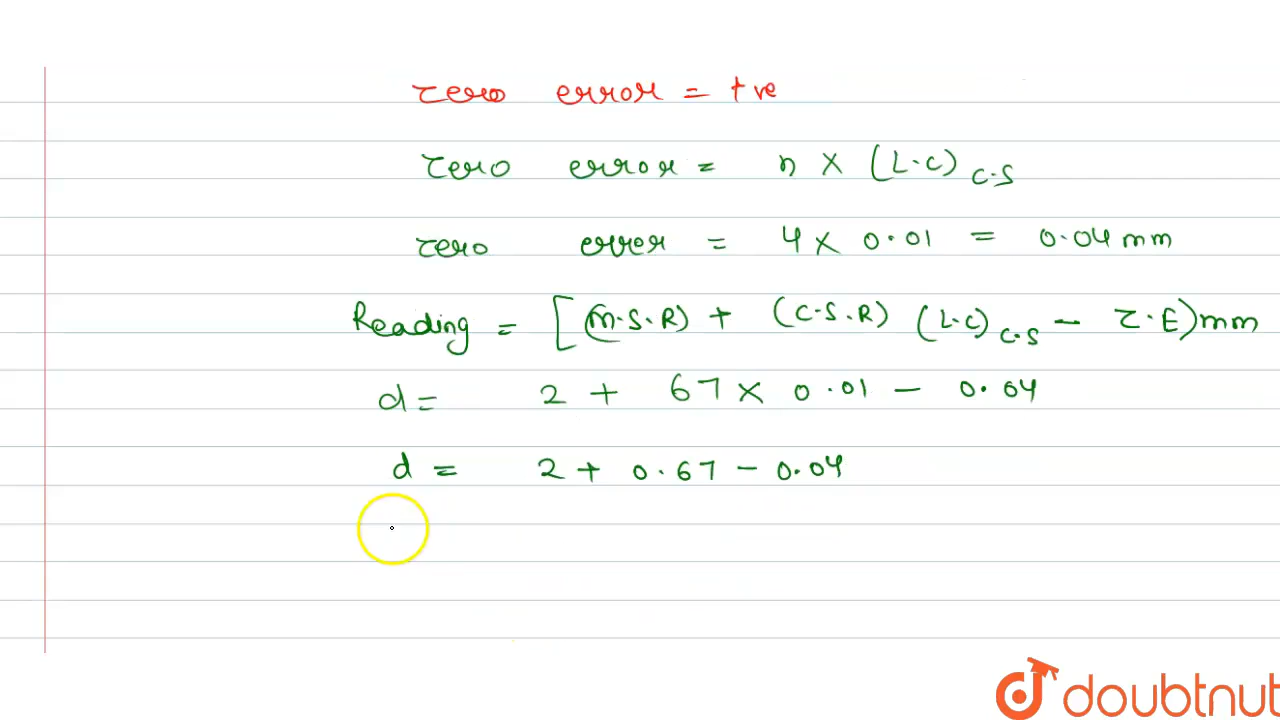 zero error = +ve
zero error = n × (L.C) C.S
zero error = 4 × 0.01 = 0.04 mm
Reading = [(M.S.R) + (C.S.R) (L.C) C.S - Z.E) mm
d = 2 + 67 × 0.01 - 0.04
d = 2 + 0.67 - 0.04
doubtnut